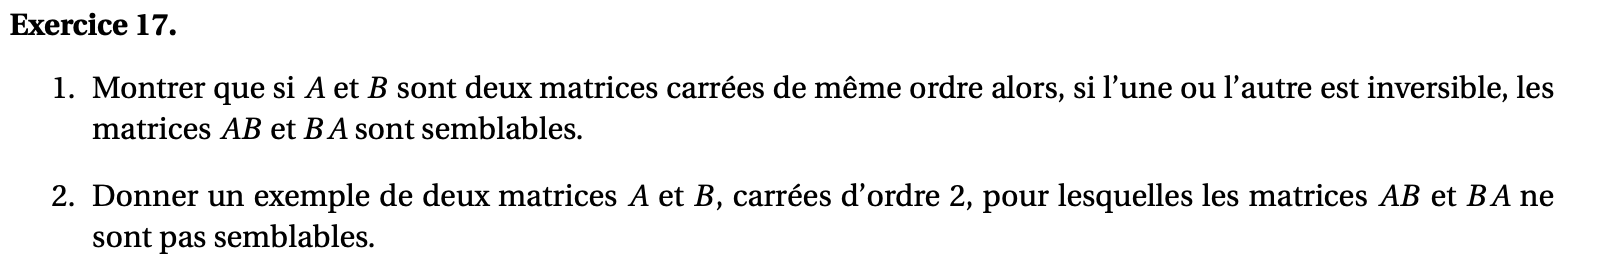 Exercice 17.
1. Montrer que si A et B sont deux matrices carrées de même ordre alors, si l’une ou l’autre est inversible, les
matrices AB et BA sont semblables.
2. Donner un exemple de deux matrices A et B, carrées d’ordre 2, pour lesquelles les matrices AB et BA ne
sont pas semblables.